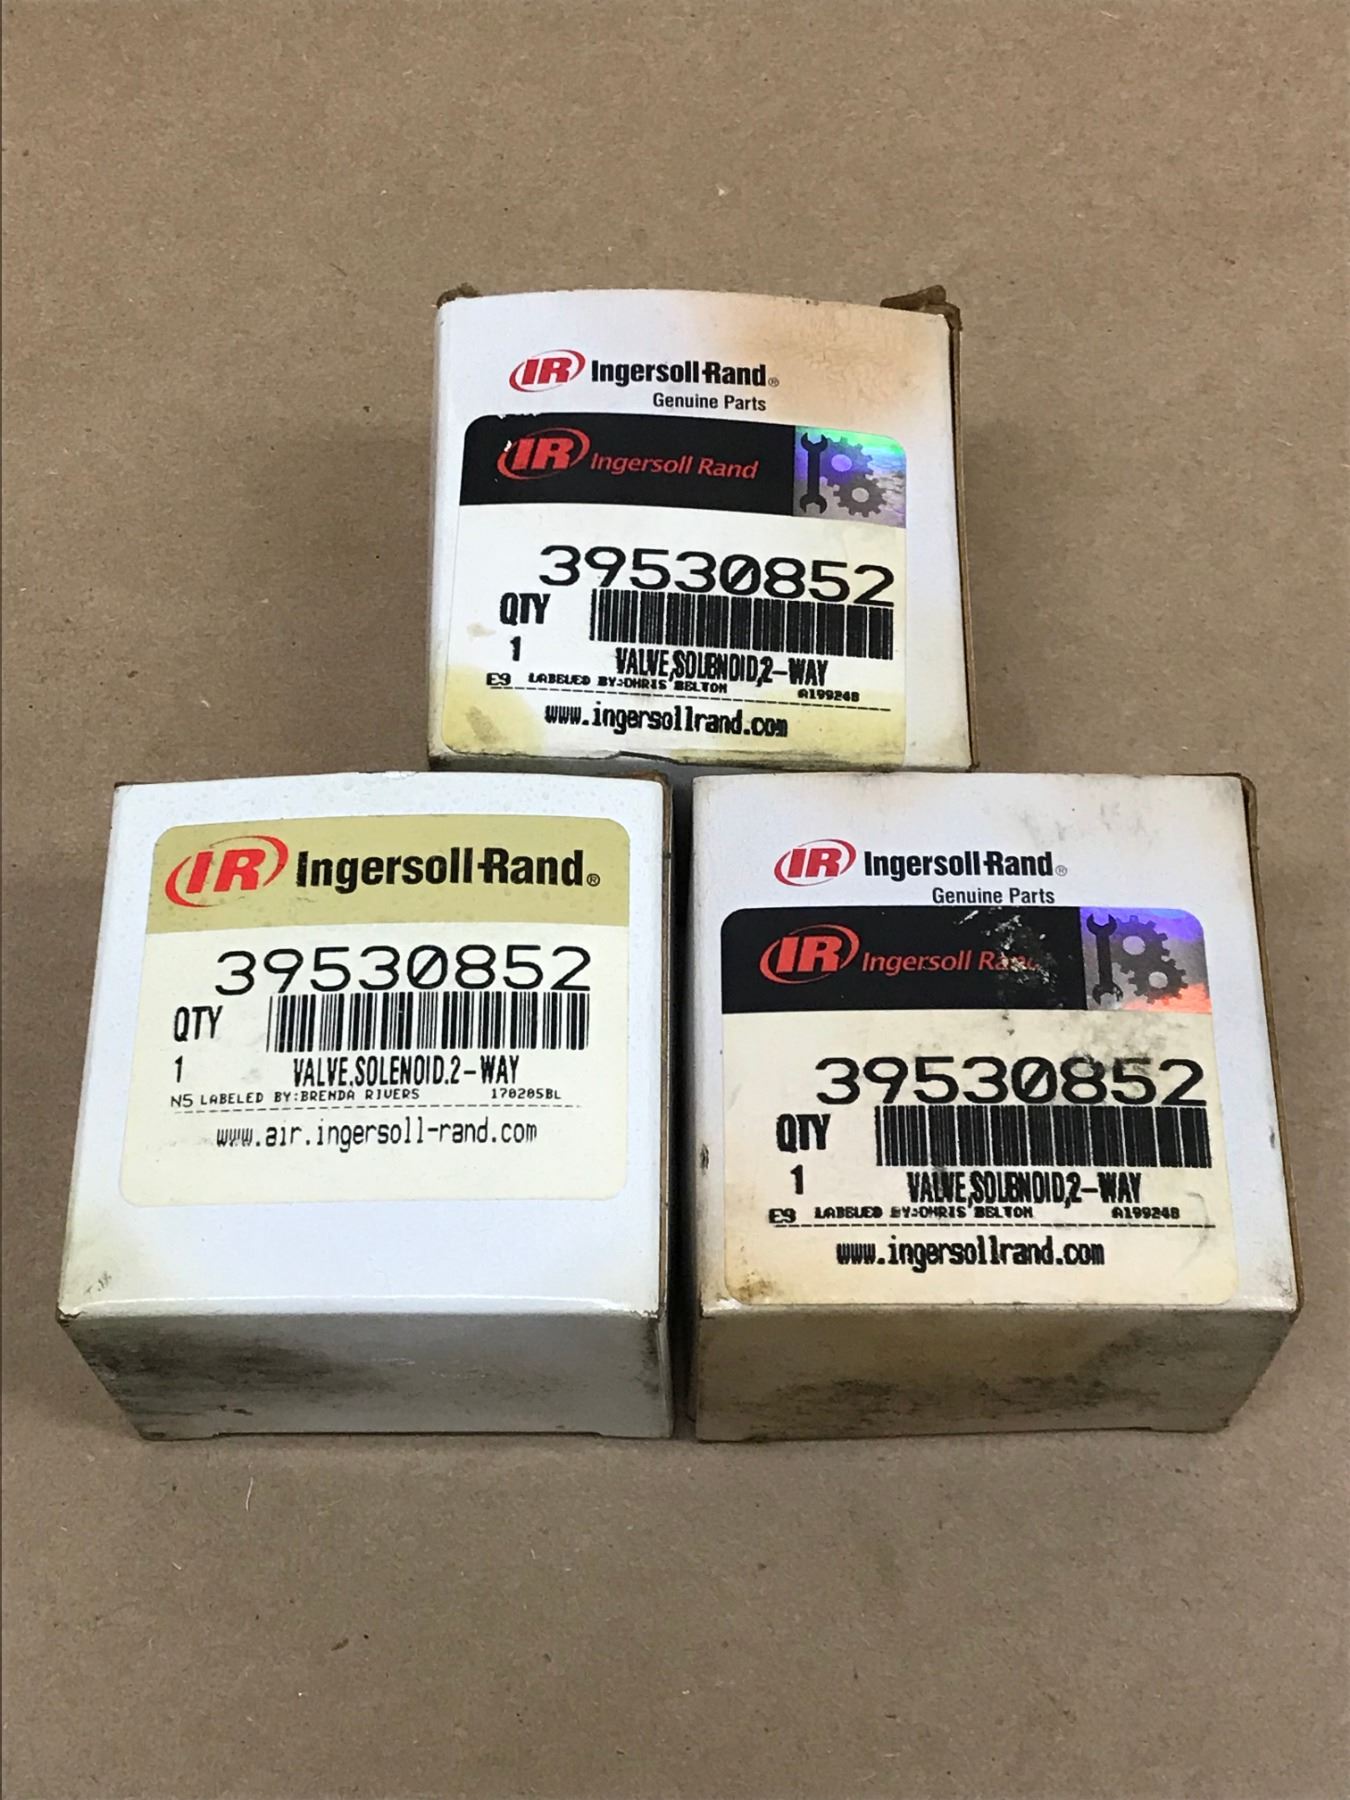 IR Ingersoll-Rand®
Genuine Parts
IR Ingersoll Rand
39530852
QTY
1
VALVE,SOLENOID,2-WAY
E9 LABELED BY:CHRIS BELTON A199248
www.ingersollrand.com
IR Ingersoll-Rand®
39530852
QTY
1 VALVE,SOLENOID.2-WAY
N5 LABELED BY:BRENDA RIVERS 170205BL
www.air.ingersoll-rand.com
IR Ingersoll-Rand®
Genuine Parts
IR Ingersoll Rand
39530852
QTY
1
VALVE,SOLENOID,2-WAY
E9 LABELED BY:CHRIS BELTON A199248
www.ingersollrand.com